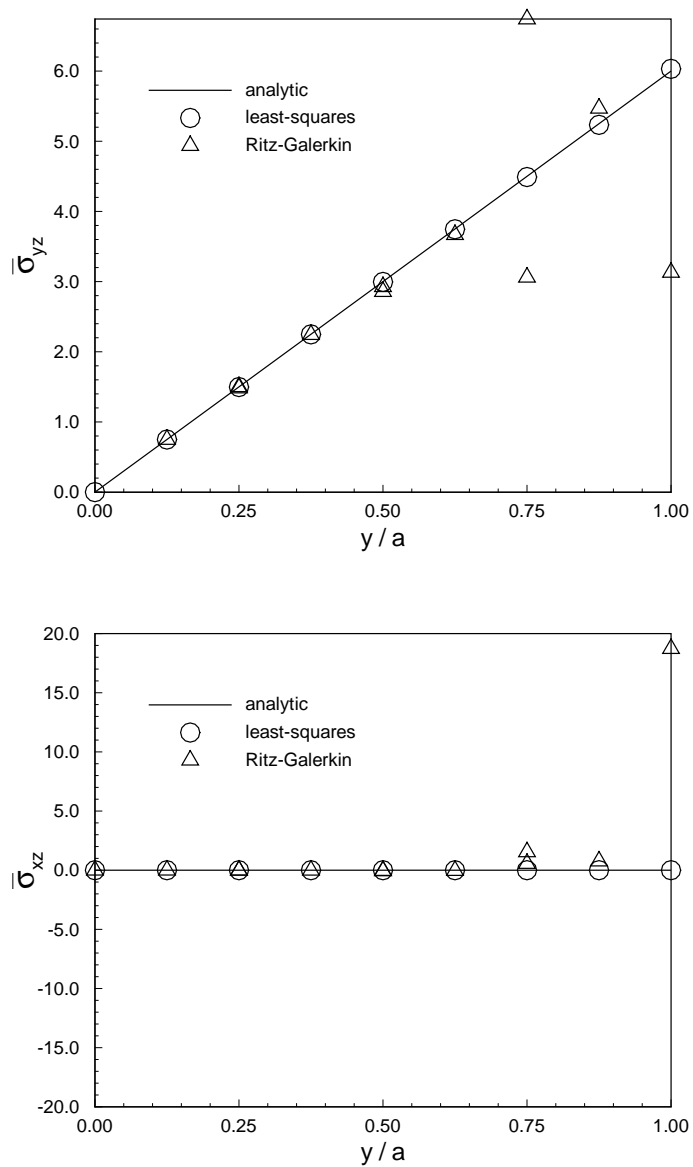 6.0
5.0
4.0
3.0
2.0
1.0
0.0
σ̅yz
analytic
least-squares
Ritz-Galerkin
0.00 0.25 0.50 0.75 1.00
y / a
20.0
15.0
10.0
5.0
0.0
-5.0
-10.0
-15.0
-20.0
σ̅xz
analytic
least-squares
Ritz-Galerkin
0.00 0.25 0.50 0.75 1.00
y / a